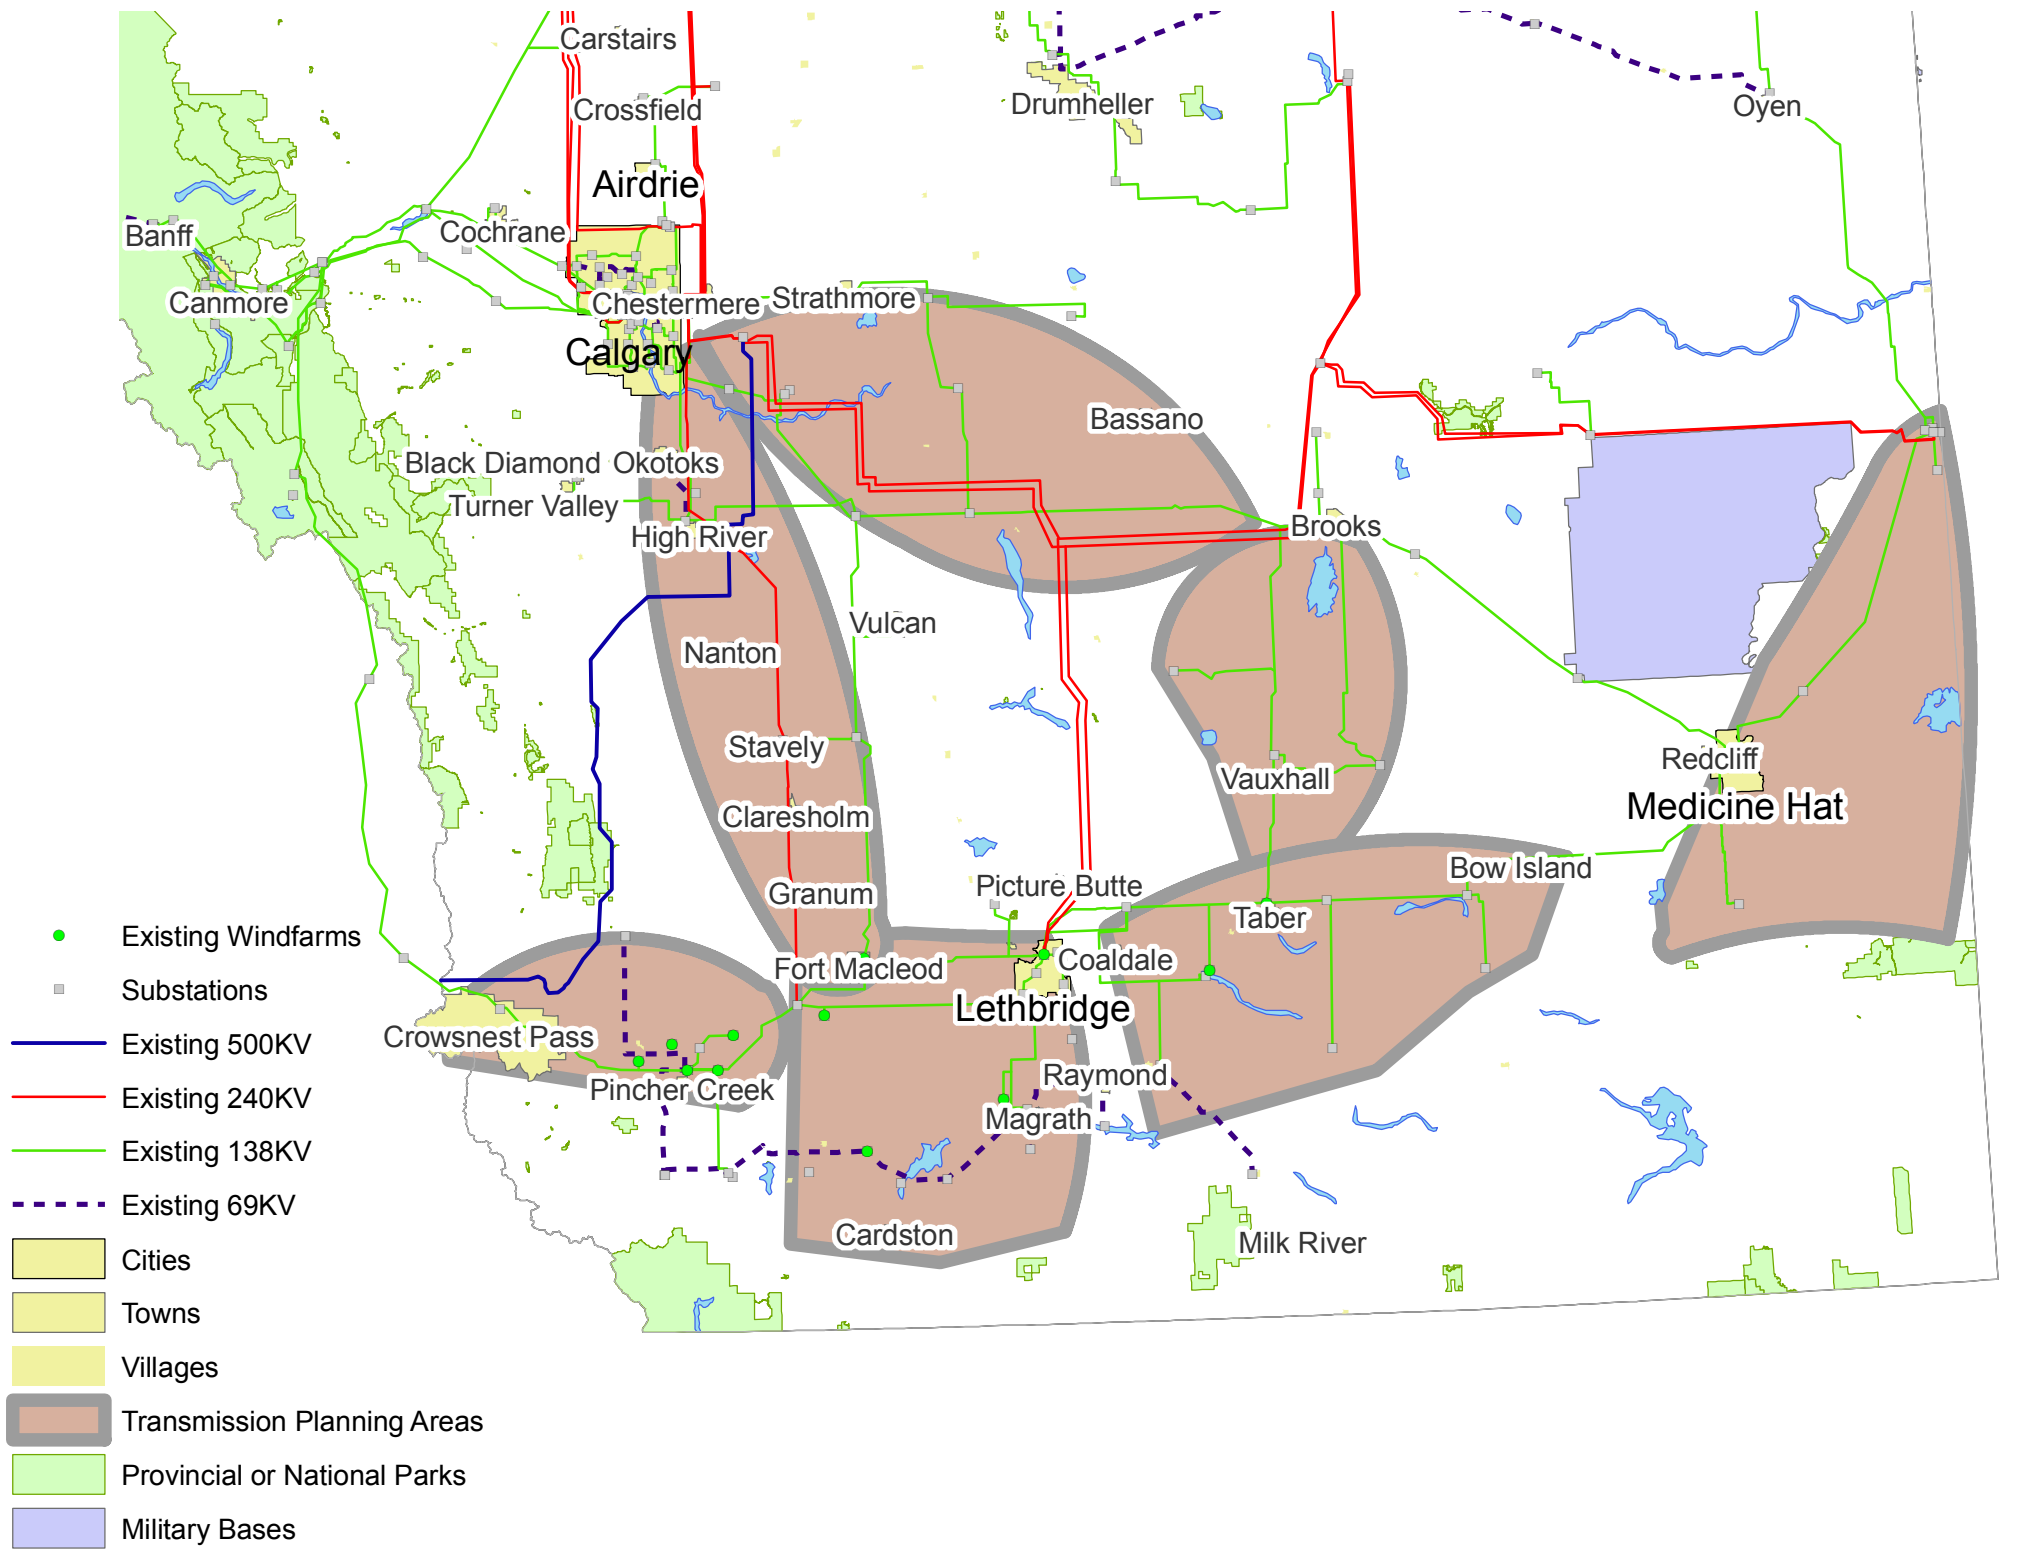 Carstairs
Crossfield
Drumheller
Oyen
Airdrie
Banff
Cochrane
Canmore
Chestermere
Strathmore
Calgary
Bassano
Black Diamond
Okotoks
Turner Valley
High River
Brooks
Vulcan
Nanton
Stavely
Redcliff
Vauxhall
Medicine Hat
Claresholm
Bow Island
Picture Butte
Granum
Taber
Coaldale
Fort Macleod
Lethbridge
Crowsnest Pass
Raymond
Pincher Creek
Magrath
Cardston
Milk River
Existing Windfarms
Substations
Existing 500KV
Existing 240KV
Existing 138KV
Existing 69KV
Cities
Towns
Villages
Transmission Planning Areas
Provincial or National Parks
Military Bases